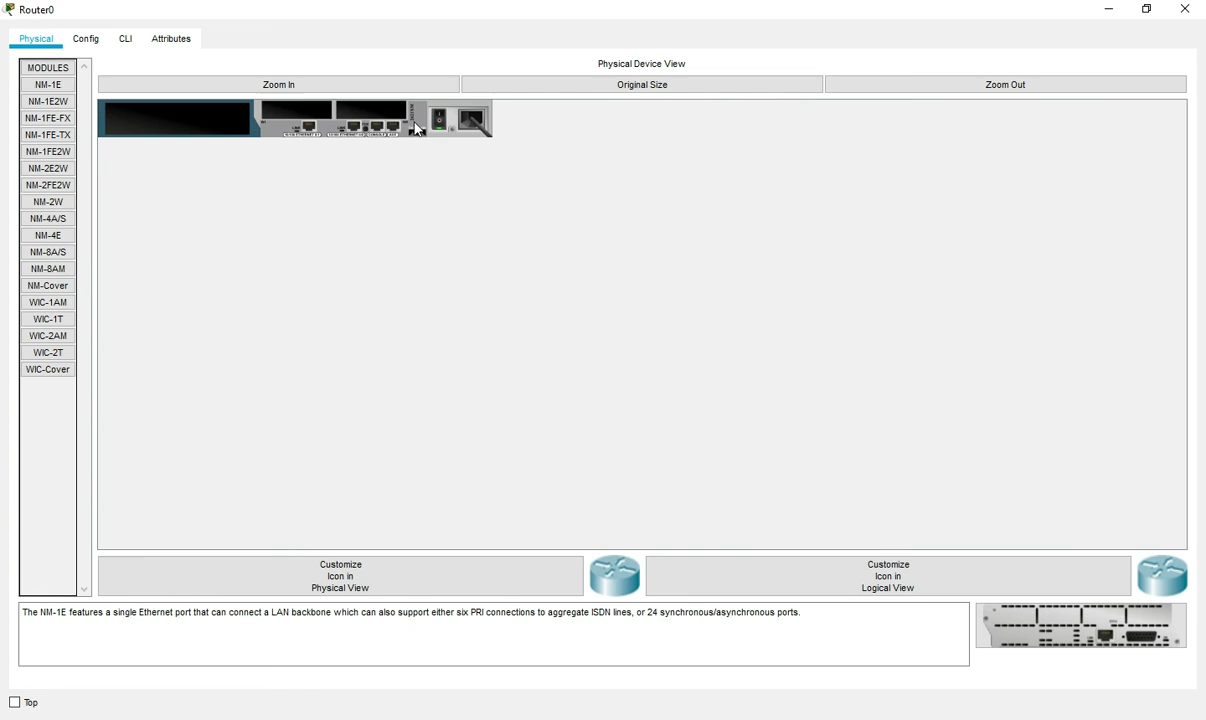 Router0
Physical
Config
CLI
Attributes
MODULES
NM-1E
NM-1E2W
NM-1FE-FX
NM-1FE-TX
NM-1FE2W
NM-2E2W
NM-2FE2W
NM-2W
NM-4A/S
NM-4E
NM-8A/S
NM-8AM
NM-Cover
WIC-1AM
WIC-1T
WIC-2AM
WIC-2T
WIC-Cover
Physical Device View
Zoom In
Original Size
Zoom Out
Customize
Icon in
Physical View
Customize
Icon in
Logical View
The NM-1E features a single Ethernet port that can connect a LAN backbone which can also support either six PRI connections to aggregate ISDN lines, or 24 synchronous/asynchronous ports.
Top